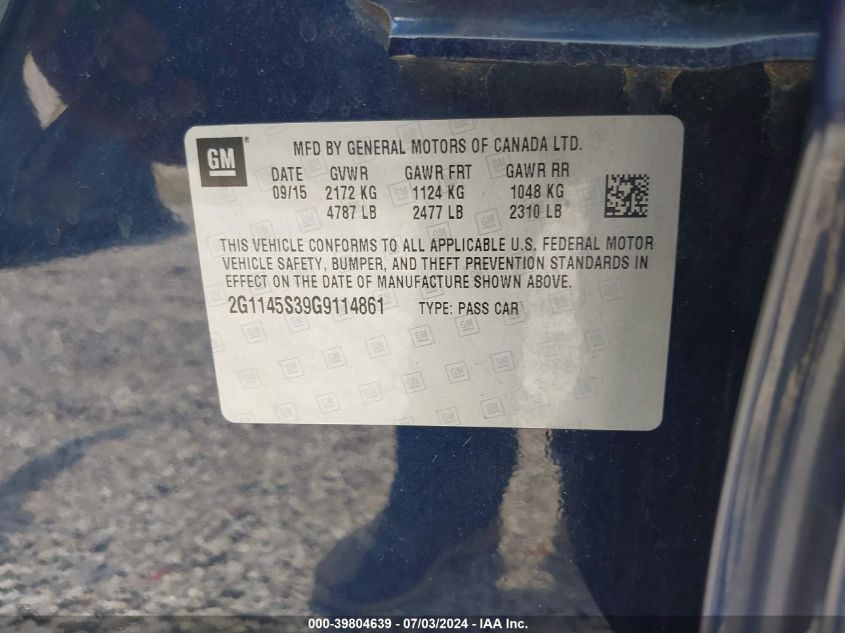 GM ®
MFD BY GENERAL MOTORS OF CANADA LTD.
DATE GVWR GAWR FRT GAWR RR
09/15 2172 KG 1124 KG 1048 KG
4787 LB 2477 LB 2310 LB
THIS VEHICLE CONFORMS TO ALL APPLICABLE U.S. FEDERAL MOTOR
VEHICLE SAFETY, BUMPER, AND THEFT PREVENTION STANDARDS IN
EFFECT ON THE DATE OF MANUFACTURE SHOWN ABOVE.
2G1145S39G9114861 TYPE: PASS CAR
000-39804639 - 07/03/2024 - IAA Inc.